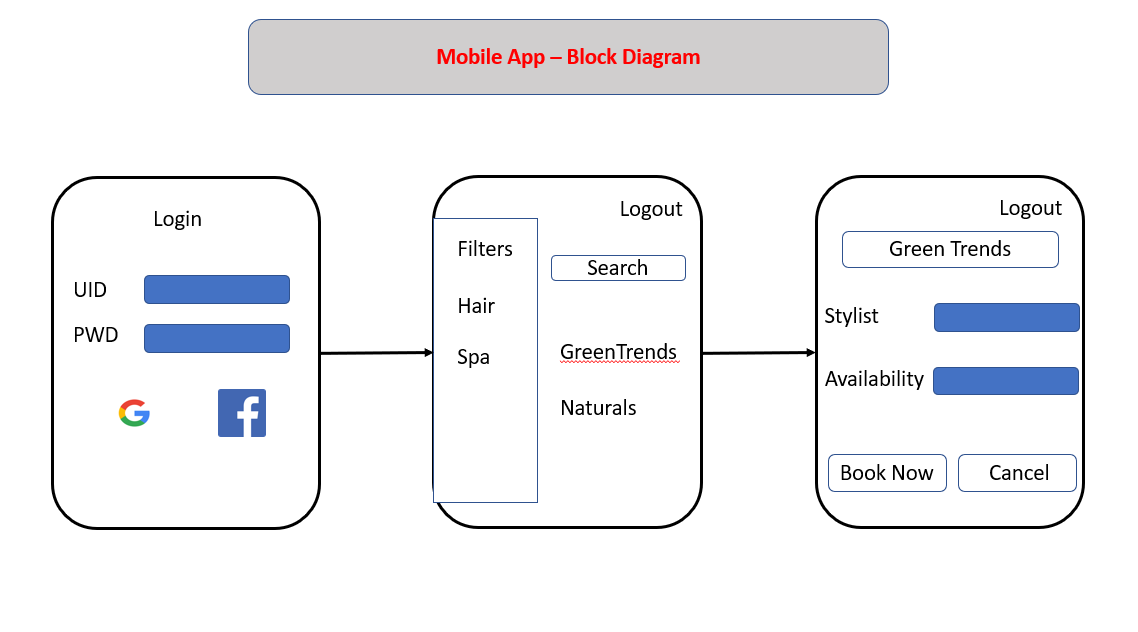 Mobile App – Block Diagram
Login
UID
PWD
Logout
Filters
Search
Hair
Spa
GreenTrends
Naturals
Logout
Green Trends
Stylist
Availability
Book Now
Cancel